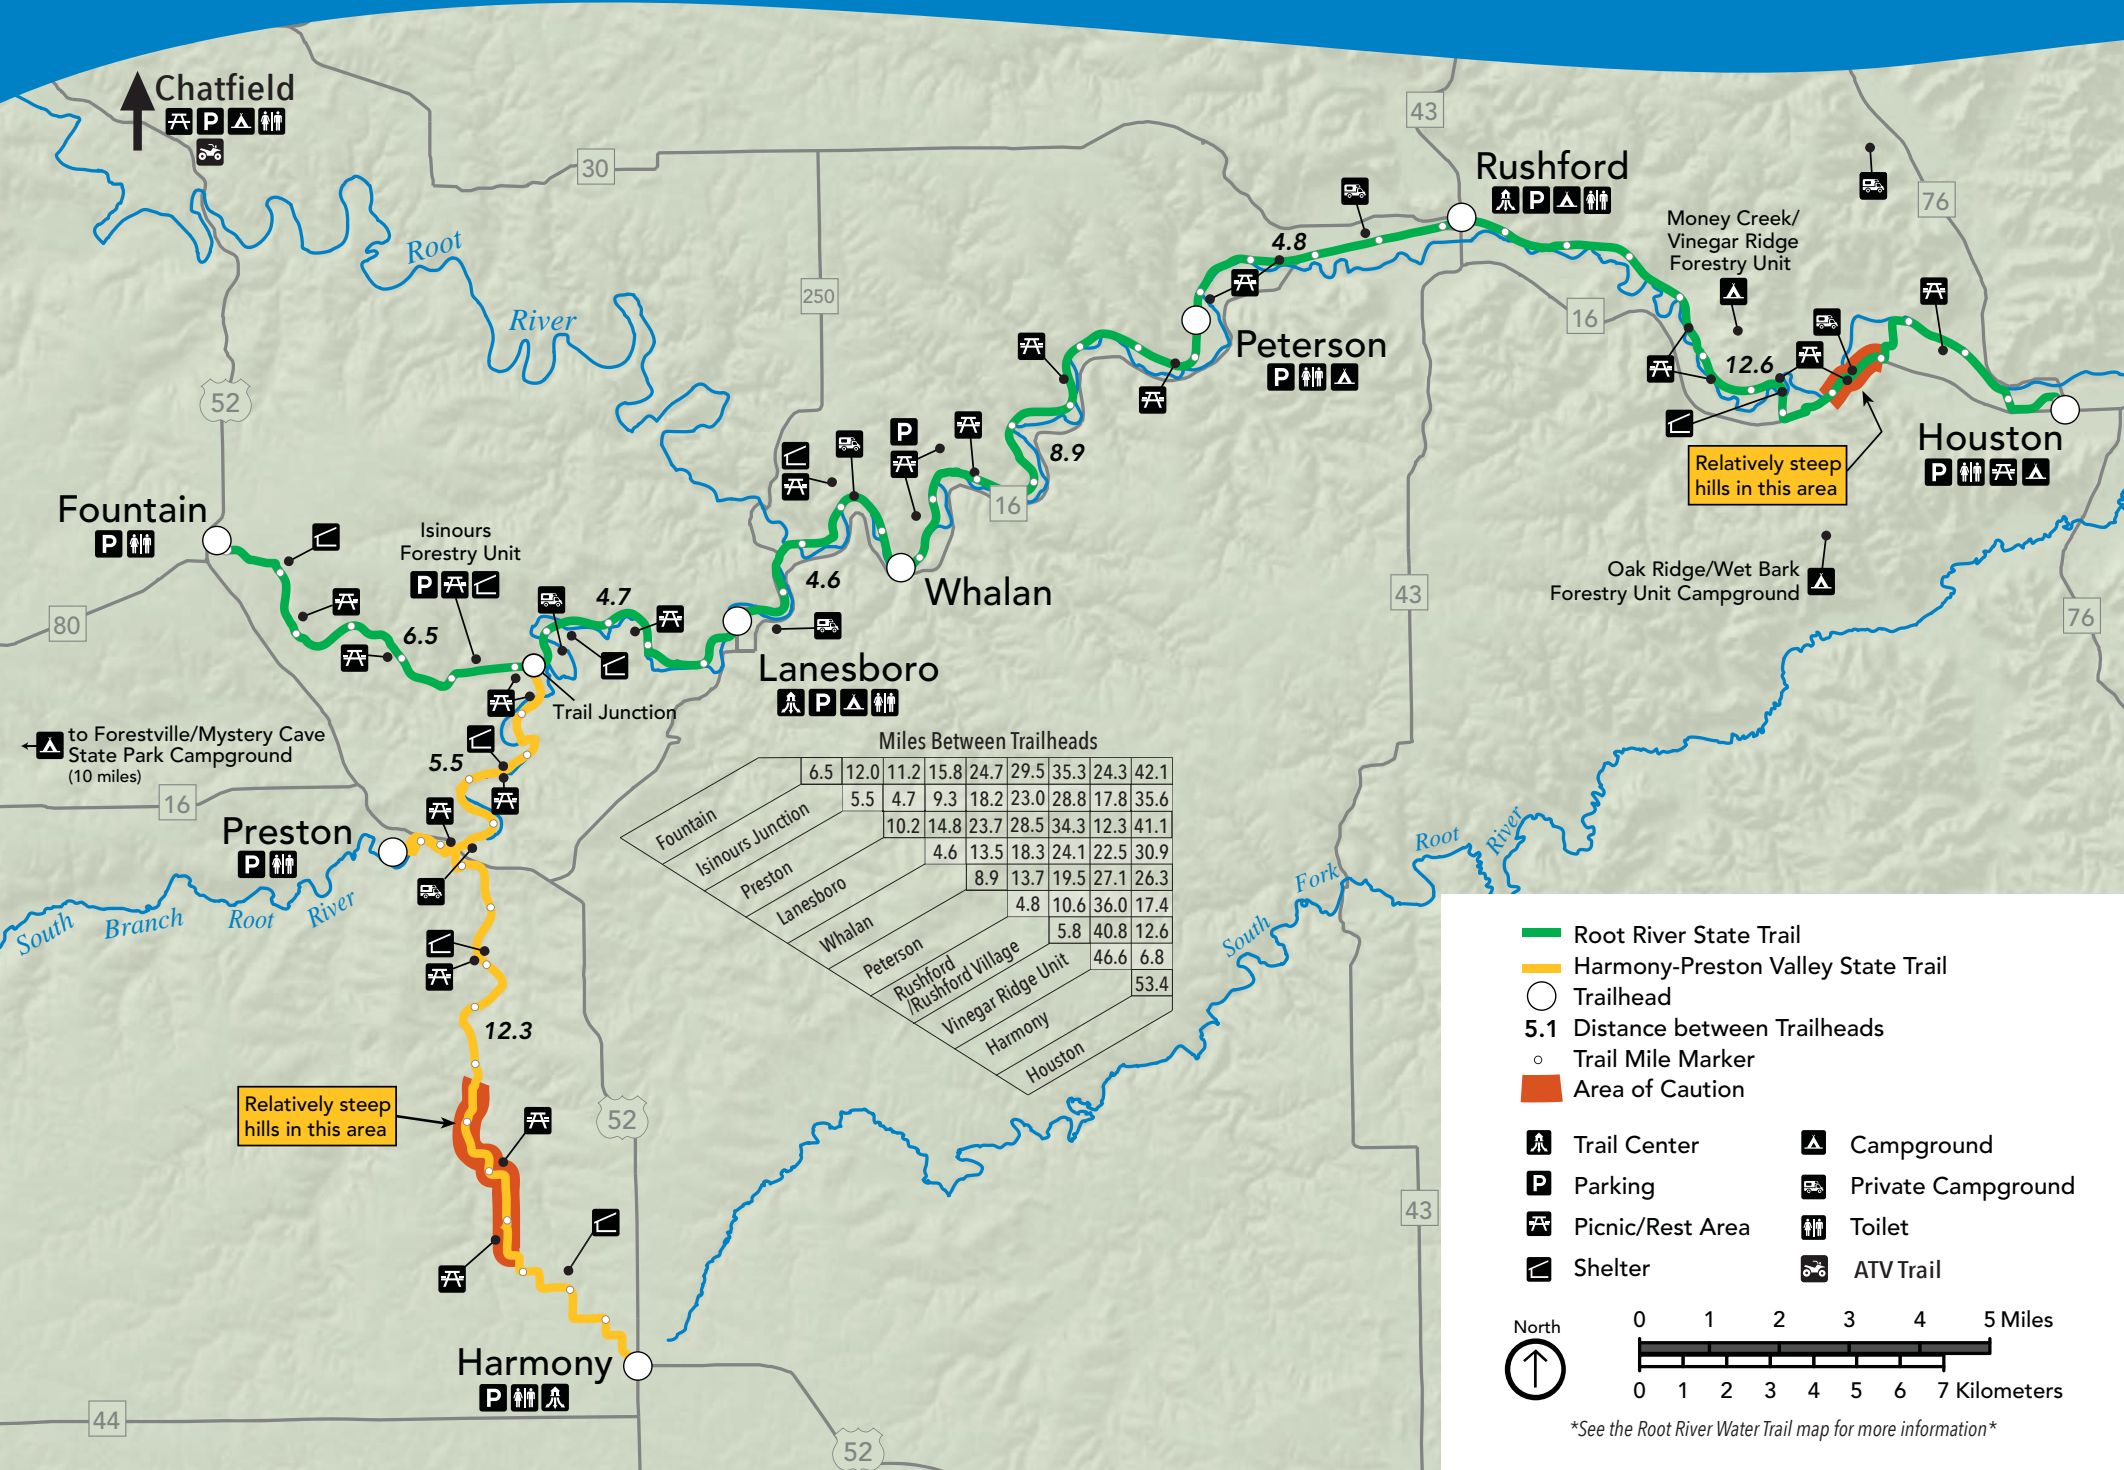 Chatfield
P
30
43
Rushford
P
76
Money Creek/
Vinegar Ridge
Forestry Unit
Root
River
250
4.8
16
Peterson
P
12.6
52
8.9
Houston
P
Relatively steep
hills in this area
P
16
Fountain
P
Isinours
Forestry Unit
P
4.6
Whalan
4.7
Oak Ridge/Wet Bark
Forestry Unit Campground
43
76
80
6.5
Lanesboro
P
Trail Junction
to Forestville/Mystery Cave
State Park Campground
(10 miles)
5.5
16
Preston
P
South Branch Root River
Miles Between Trailheads
6.5 12.0 11.2 15.8 24.7 29.5 35.3 24.3 42.1
Fountain
5.5 4.7 9.3 18.2 23.0 28.8 17.8 35.6
Isinours Junction
10.2 14.8 23.7 28.5 34.3 12.3 41.1
Preston
4.6 13.5 18.3 24.1 22.5 30.9
Lanesboro
8.9 13.7 19.5 27.1 26.3
Whalan
4.8 10.6 36.0 17.4
Peterson
5.8 40.8 12.6
Rushford
/Rushford Village
46.6 6.8
Vinegar Ridge Unit
53.4
Harmony
Houston
South Fork Root River
12.3
Relatively steep
hills in this area
52
43
Harmony
P
44
52
Root River State Trail
Harmony-Preston Valley State Trail
Trailhead
5.1 Distance between Trailheads
Trail Mile Marker
Area of Caution
Trail Center
Campground
P Parking
Private Campground
Picnic/Rest Area
Toilet
Shelter
ATV Trail
North
0 1 2 3 4 5 Miles
0 1 2 3 4 5 6 7 Kilometers
*See the Root River Water Trail map for more information*